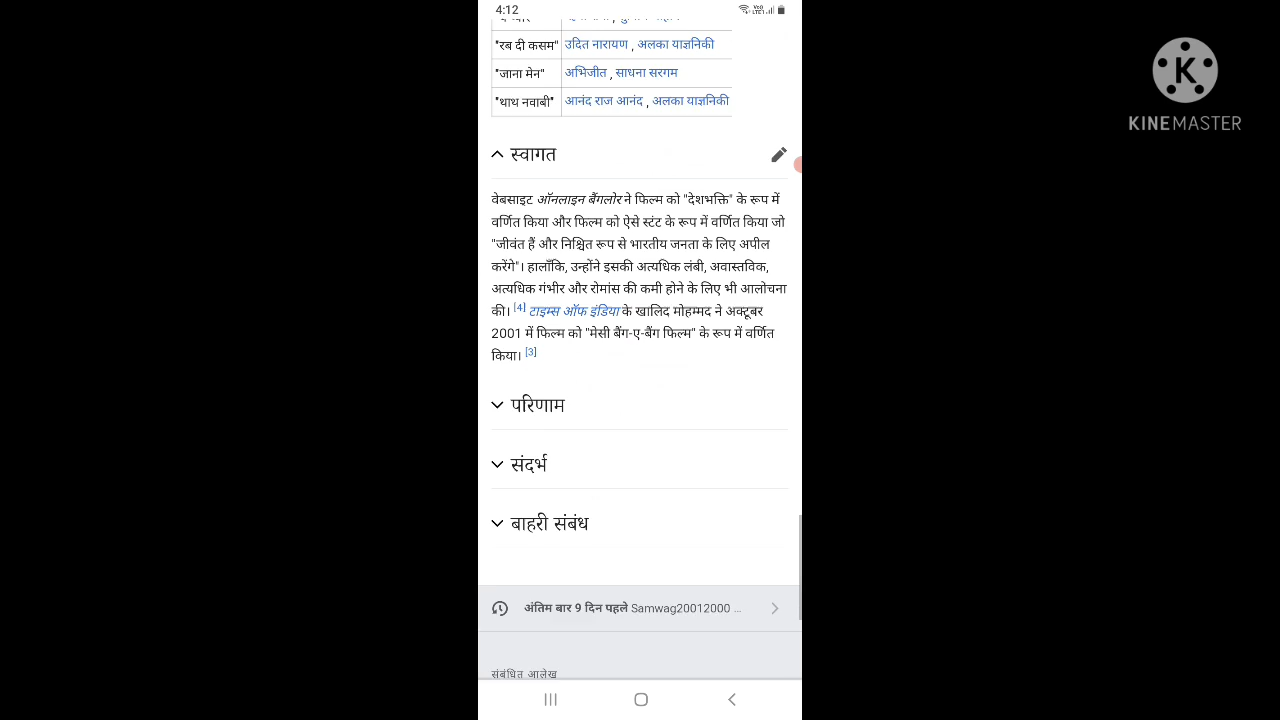 4:12
"रब दी कसम" उदित नारायण , अलका याज्ञनिकी
"जाना मेन" अभिजीत , साधना सरगम
"थाथ नवाबी" आनंद राज आनंद , अलका याज्ञनिकी
KINEMASTER
स्वागत
वेबसाइट ऑनलाइन बैंगलोर ने फिल्म को "देशभक्ति" के रूप में
वर्णित किया और फिल्म को ऐसे स्टंट के रूप में वर्णित किया जो
"जीवंत हैं और निश्चित रूप से भारतीय जनता के लिए अपील
करेंगे"। हालाँकि, उन्होंने इसकी अत्यधिक लंबी, अवास्तविक,
अत्यधिक गंभीर और रोमांस की कमी होने के लिए भी आलोचना
की। [4] टाइम्स ऑफ इंडिया के खालिद मोहम्मद ने अक्टूबर
2001 में फिल्म को "मेसी बैंग-ए-बैंग फिल्म" के रूप में वर्णित
किया। [3]
परिणाम
संदर्भ
बाहरी संबंध
अंतिम बार 9 दिन पहले Samwag20012000 ...
संबंधित आलेख